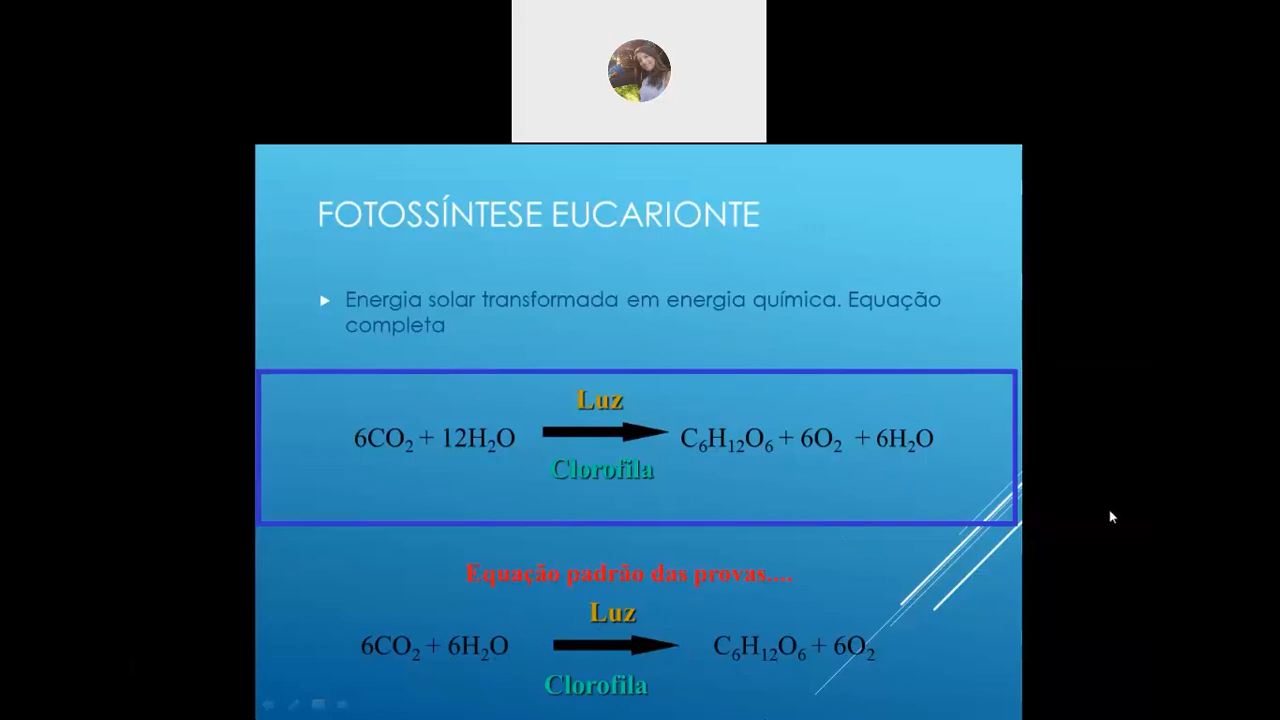 FOTOSSÍNTESE EUCARIONTE
Energia solar transformada em energia química. Equação
completa
Luz
6CO₂ + 12H₂O → C₆H₁₂O₆ + 6O₂ + 6H₂O
Clorofila
Equação padrão das provas....
Luz
6CO₂ + 6H₂O → C₆H₁₂O₆ + 6O₂
Clorofila